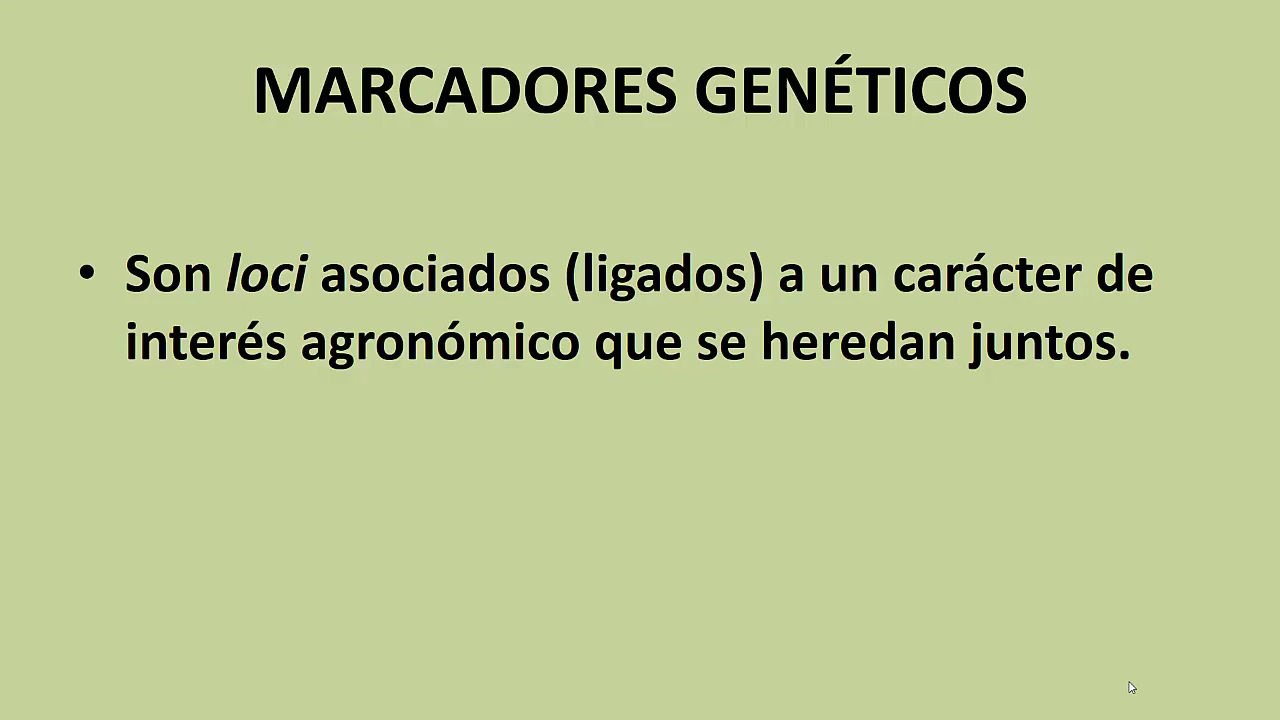 MARCADORES GENÉTICOS
• Son loci asociados (ligados) a un carácter de
interés agronómico que se heredan juntos.